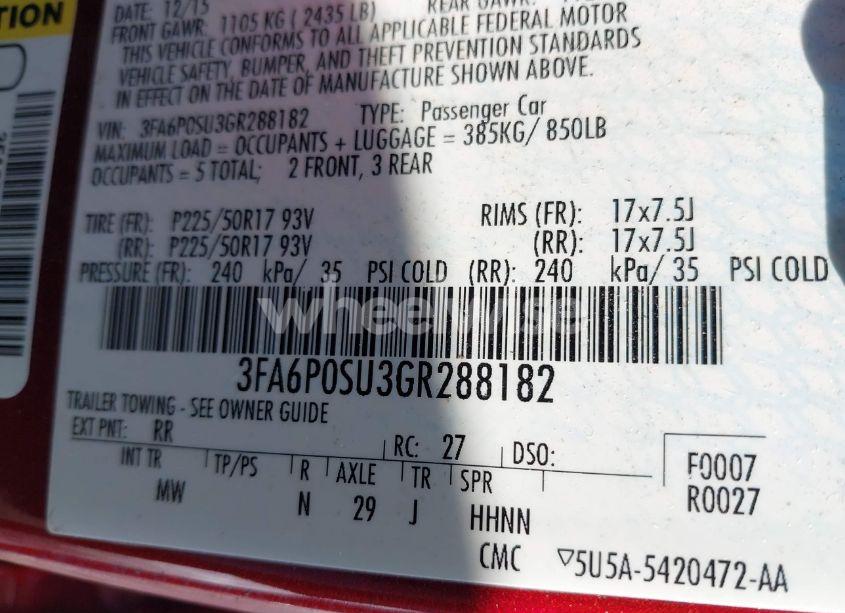 TION
DATE: 12/15
REAR GAWR:
FRONT GAWR: 1105 KG ( 2435 LB)
THIS VEHICLE CONFORMS TO ALL APPLICABLE FEDERAL MOTOR
VEHICLE SAFETY, BUMPER, AND THEFT PREVENTION STANDARDS
IN EFFECT ON THE DATE OF MANUFACTURE SHOWN ABOVE.
VIN: 3FA6P0SU3GR288182 TYPE: Passenger Car
MAXIMUM LOAD = OCCUPANTS + LUGGAGE = 385KG/ 850LB
OCCUPANTS = 5 TOTAL; 2 FRONT, 3 REAR
TIRE (FR): P225/50R17 93V RIMS (FR): 17x7.5J
(RR): P225/50R17 93V (RR): 17x7.5J
PRESSURE (FR): 240 kPa/ 35 PSI COLD (RR): 240 kPa/ 35 PSI COLD
wheelwise
3FA6P0SU3GR288182
TRAILER TOWING - SEE OWNER GUIDE
EXT PNT: RR RC: 27 DSO:
INT TR TP/PS R AXLE TR SPR
MW N 29 J HHNN
F0007
R0027
CMC ▽5U5A-5420472-AA